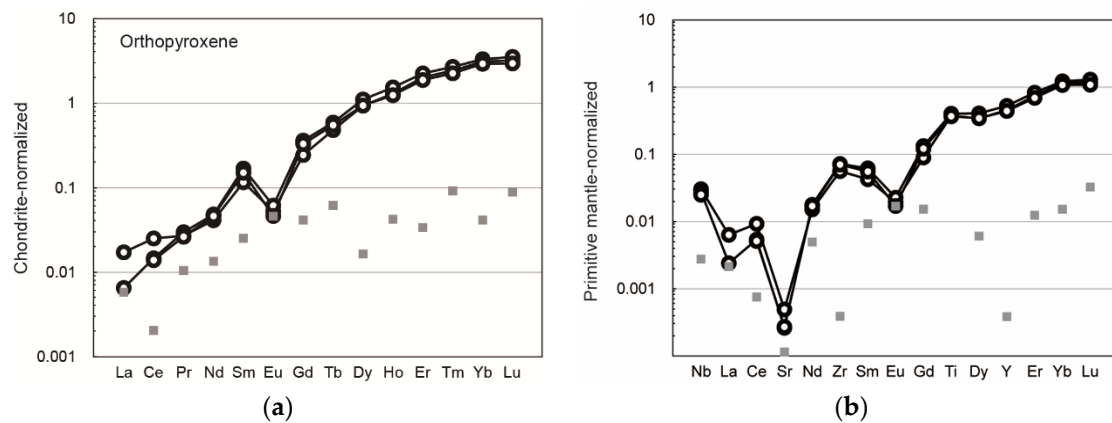 Orthopyroxene
Chondrite-normalized
10
1
0.1
0.01
0.001
La Ce Pr Nd Sm Eu Gd Tb Dy Ho Er Tm Yb Lu
(a)
Primitive mantle-normalized
10
1
0.1
0.010
0.001
Nb La Ce Sr Nd Zr Sm Eu Gd Ti Dy Y Er Yb Lu
(b)